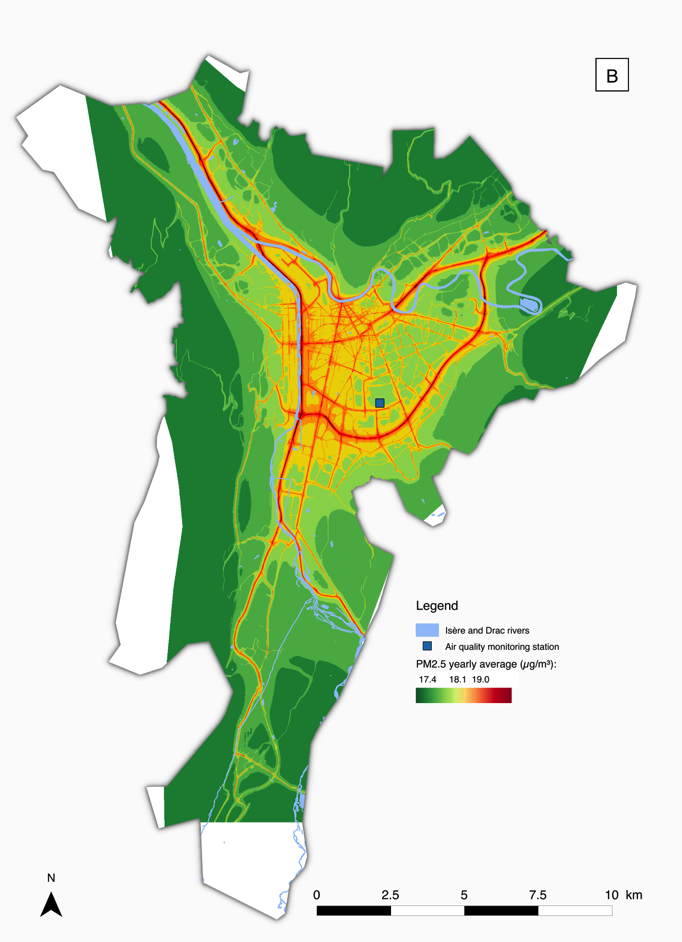 B
Legend
Isère and Drac rivers
Air quality monitoring station
PM2.5 yearly average (µg/m³):
17.4 18.1 19.0
N
0 2.5 5 7.5 10 km